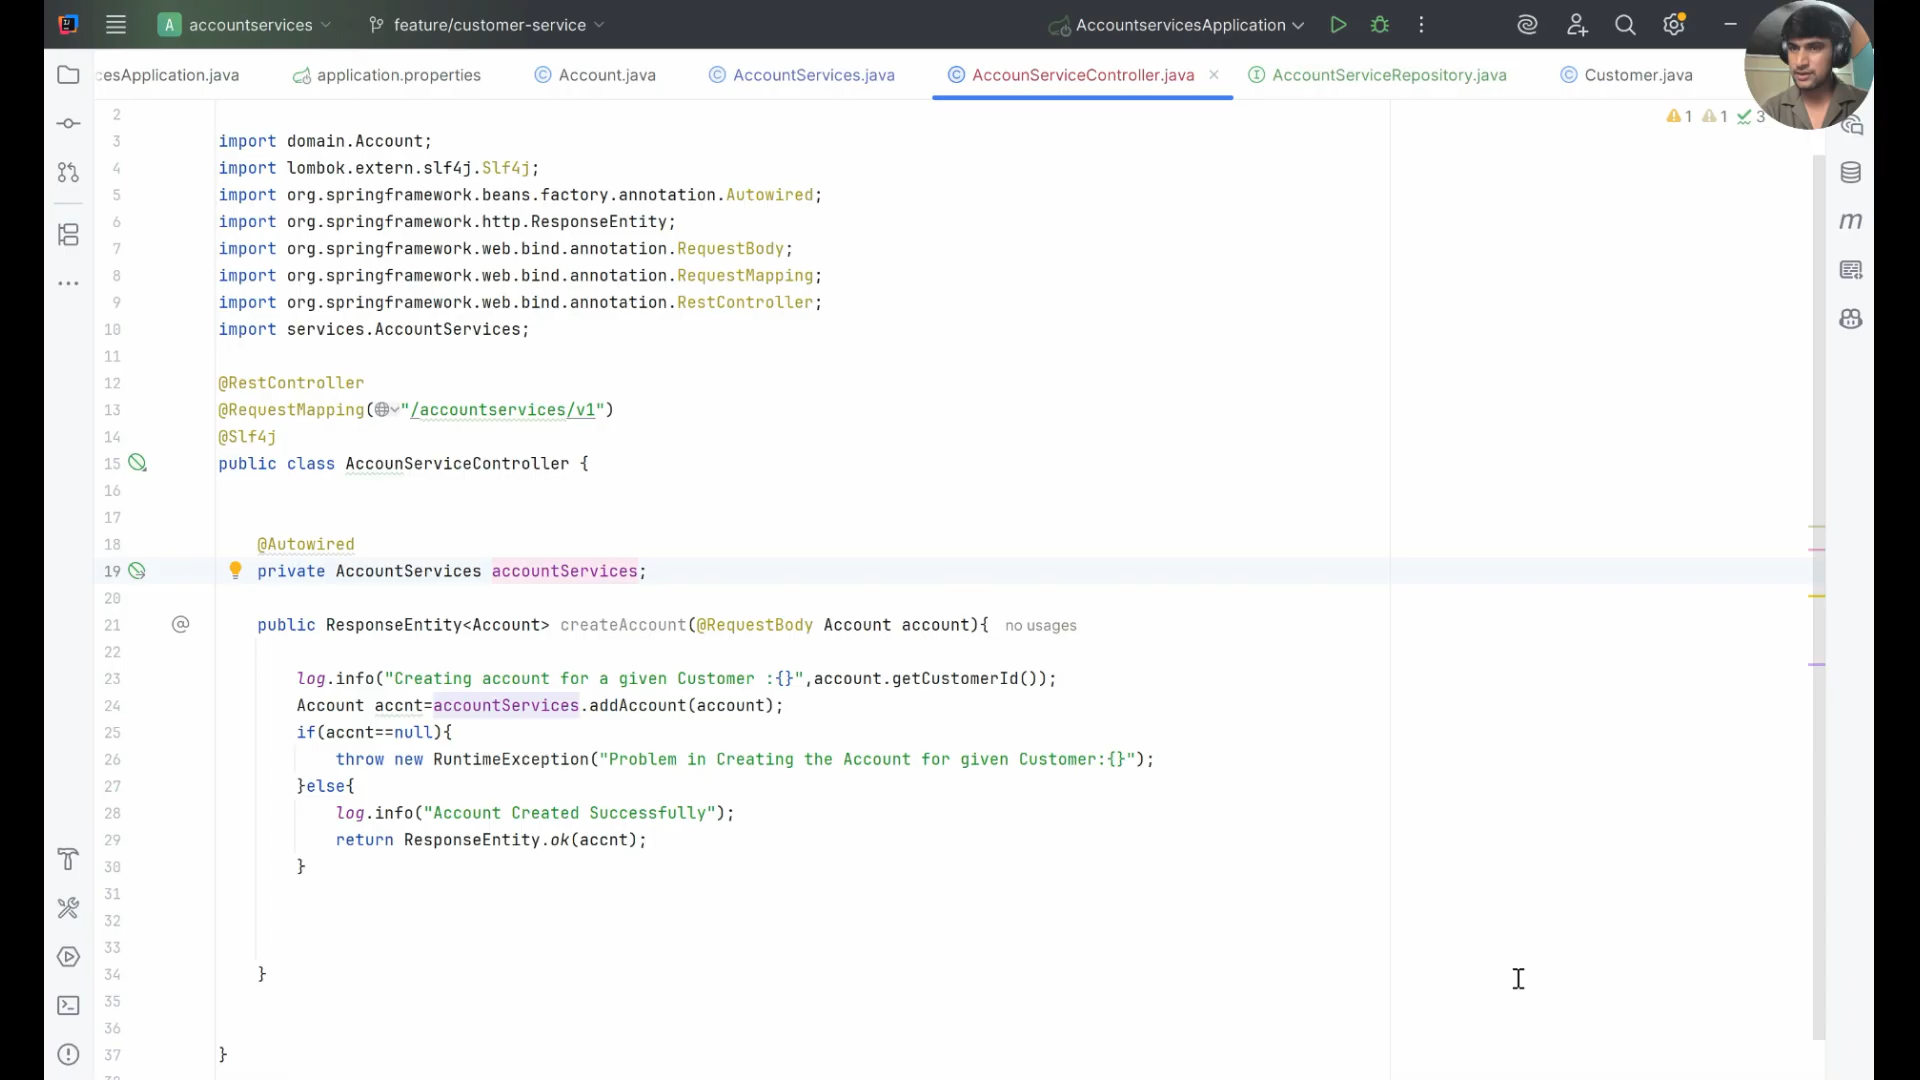 A accountservices feature/customer-service AccountservicesApplication
cesApplication.java application.properties Account.java AccountServices.java AccounServiceController.java AccountServiceRepository.java Customer.java
1 1 3
2
3 import domain.Account;
4 import lombok.extern.slf4j.Slf4j;
5 import org.springframework.beans.factory.annotation.Autowired;
6 import org.springframework.http.ResponseEntity;
7 import org.springframework.web.bind.annotation.RequestBody;
8 import org.springframework.web.bind.annotation.RequestMapping;
9 import org.springframework.web.bind.annotation.RestController;
10 import services.AccountServices;
11
12 @RestController
13 @RequestMapping("/accountservices/v1")
14 @Slf4j
15 public class AccounServiceController {
16
17
18 @Autowired
19 private AccountServices accountServices;
20
21 public ResponseEntity<Account> createAccount(@RequestBody Account account){ no usages
22
23 log.info("Creating account for a given Customer :{}",account.getCustomerId());
24 Account accnt=accountServices.addAccount(account);
25 if(accnt==null){
26 throw new RuntimeException("Problem in Creating the Account for given Customer:{}");
27 }else{
28 log.info("Account Created Successfully");
29 return ResponseEntity.ok(accnt);
30 }
31
32
33
34 }
35
36
37 }